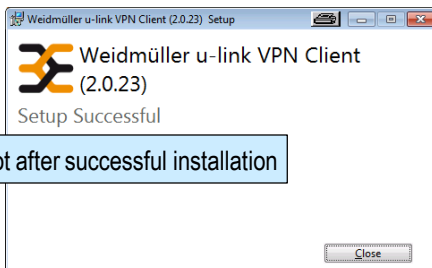 Weidmüller u-link VPN Client (2.0.23) Setup
Weidmüller u-link VPN Client
(2.0.23)
Setup Successful
after successful installation
Close